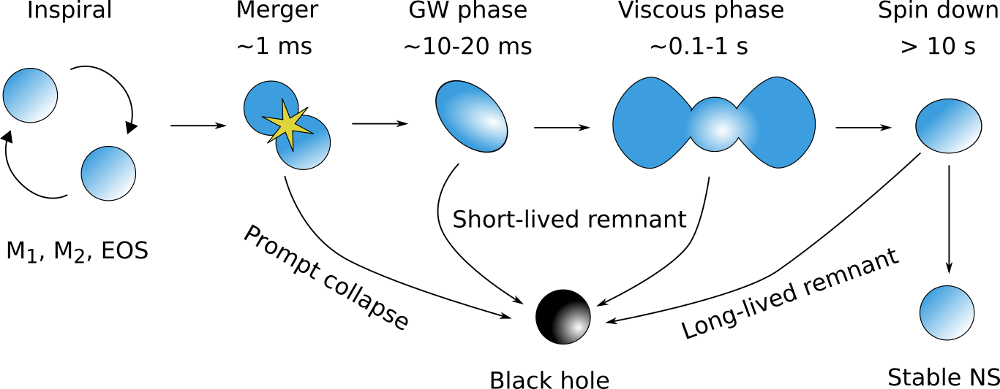 Inspiral
Merger
~1 ms
GW phase
~10-20 ms
Viscous phase
~0.1-1 s
Spin down
> 10 s
M₁, M₂, EOS
Short-lived remnant
Prompt collapse
Long-lived remnant
Black hole
Stable NS